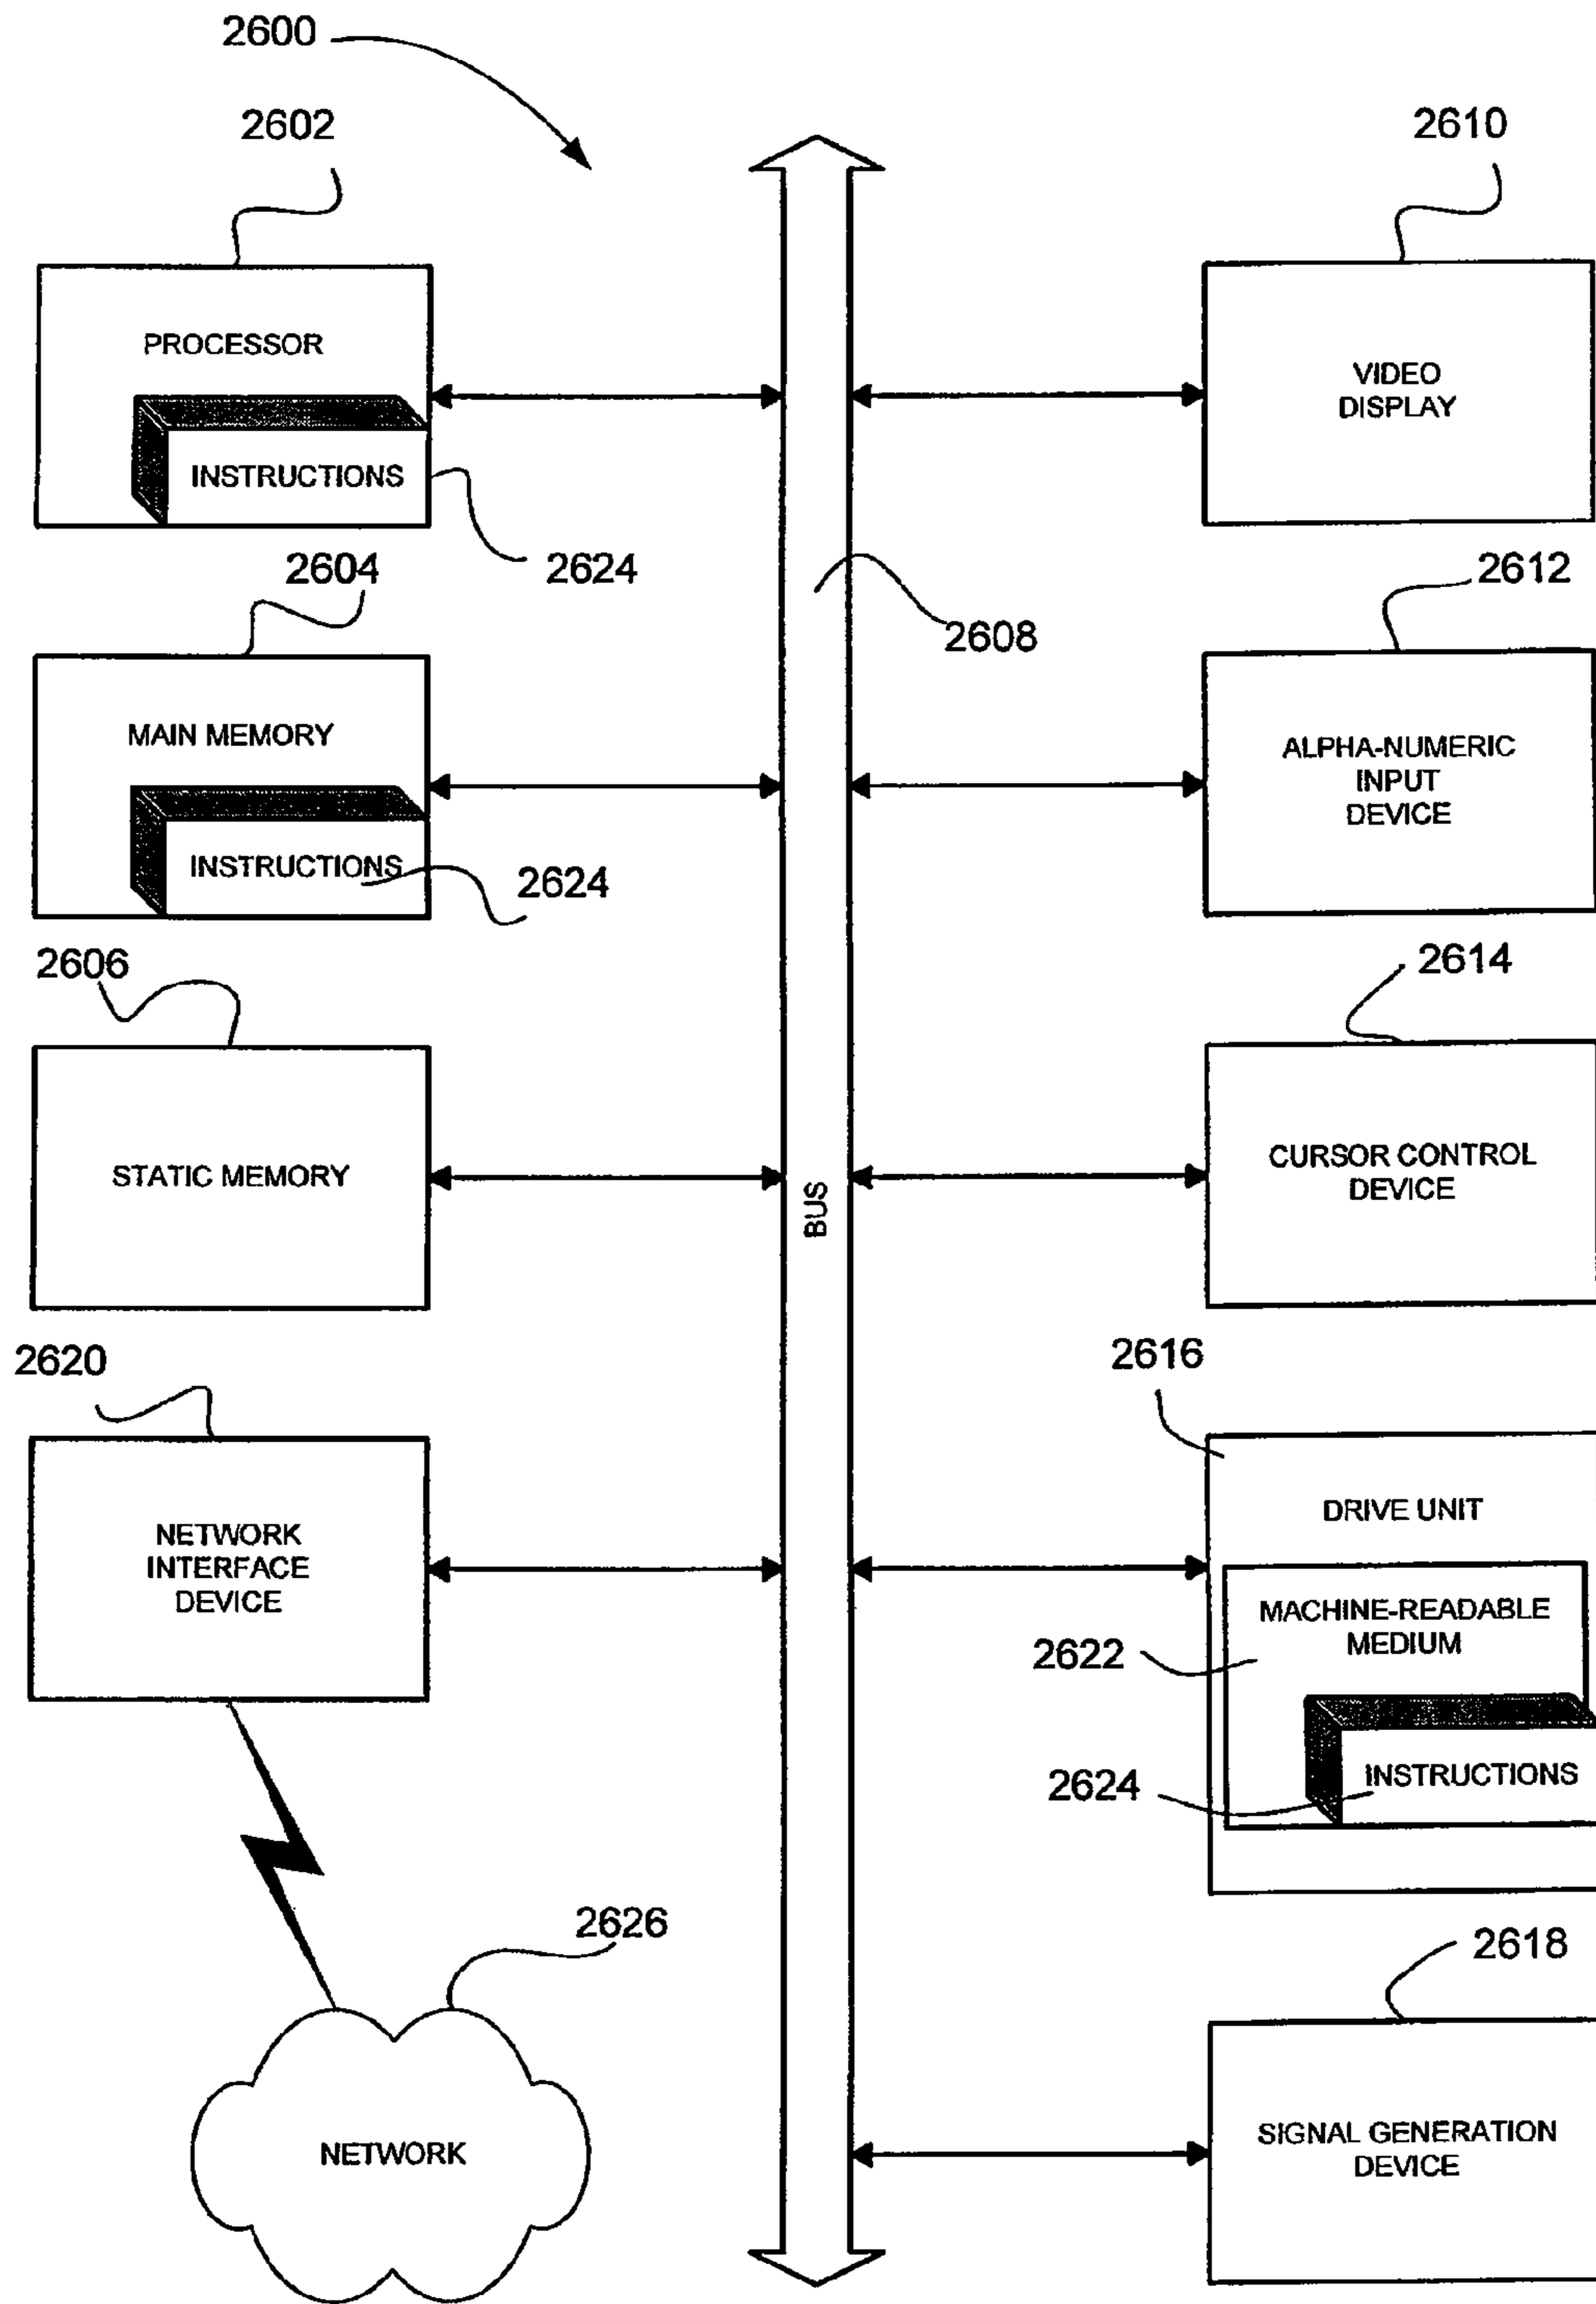 2600
2602
PROCESSOR
INSTRUCTIONS
2624
2604
MAIN MEMORY
INSTRUCTIONS
2624
2606
STATIC MEMORY
2620
NETWORK
INTERFACE
DEVICE
2626
NETWORK
BUS
2608
2610
VIDEO
DISPLAY
2612
ALPHA-NUMERIC
INPUT
DEVICE
2614
CURSOR CONTROL
DEVICE
2616
DRIVE UNIT
MACHINE-READABLE
MEDIUM
2622
INSTRUCTIONS
2624
2618
SIGNAL GENERATION
DEVICE